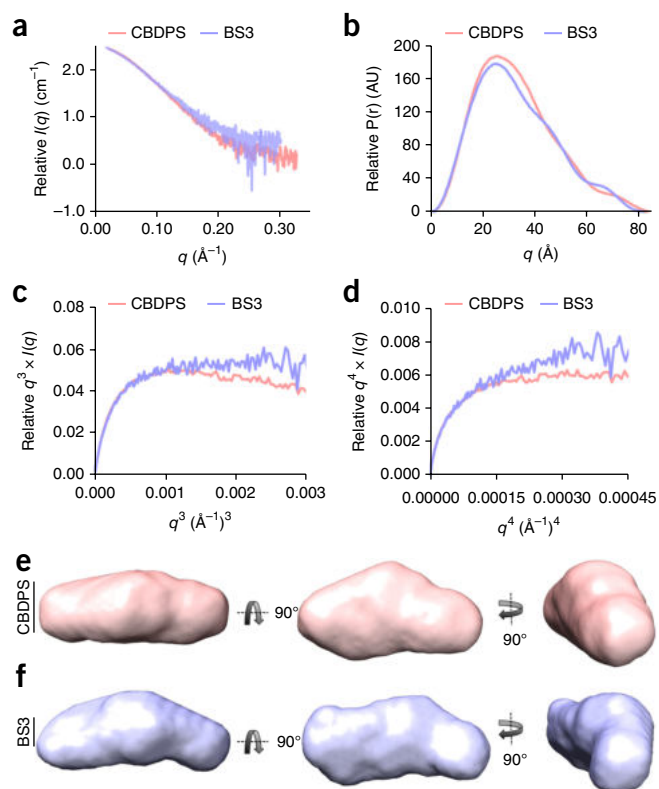 a
CBDPS BS3
Relative I(q) (cm⁻¹)
2.0
1.0
0.0
–1.0
0.00 0.10 0.20 0.30
q (Å⁻¹)
b
CBDPS BS3
Relative P(r) (AU)
200
160
120
80
40
0
0 20 40 60 80
q (Å)
c
CBDPS BS3
Relative q³ × I(q)
0.08
0.06
0.04
0.02
0.00
0.000 0.001 0.002 0.003
q³ (Å⁻¹)³
d
CBDPS BS3
Relative q⁴ × I(q)
0.010
0.008
0.006
0.004
0.002
0.000
0.00000 0.00015 0.00030 0.00045
q⁴ (Å⁻¹)⁴
e
CBDPS
90°
90°
f
BS3
90°
90°